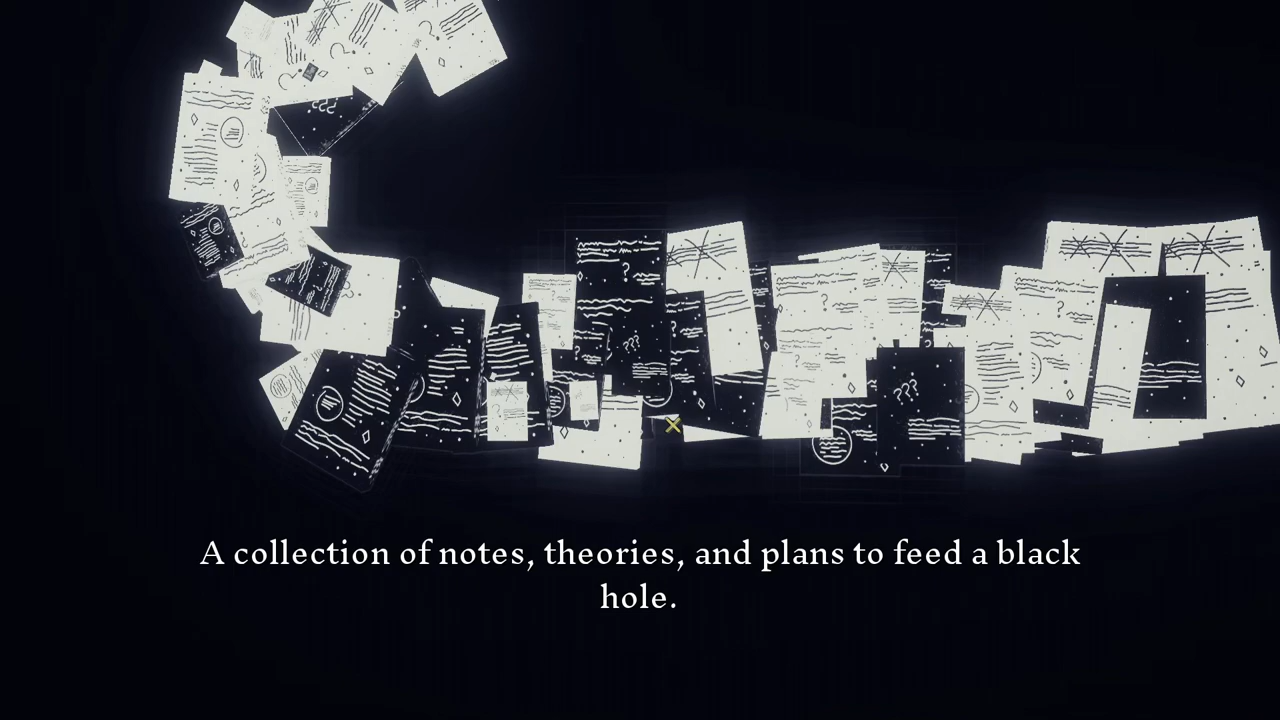 A collection of notes, theories, and plans to feed a black
hole.